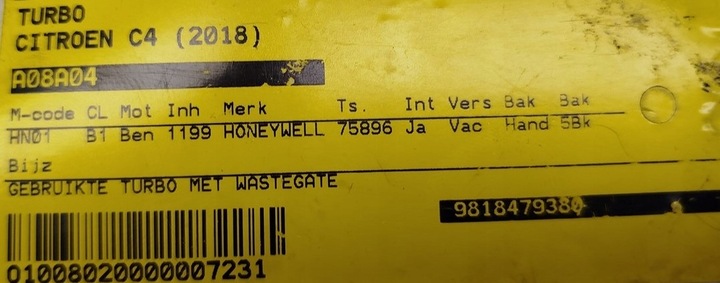 TURBO
CITROEN C4 (2018)
A08A04
M-code CL Mot Inh Merk Ts. Int Vers Bak Bak
HN01 B1 Ben 1199 HONEYWELL 75896 Ja Vac Hand 5Bk
Bijz
GEBRUIKTE TURBO MET WASTEGATE
9818479380
01008020000007231